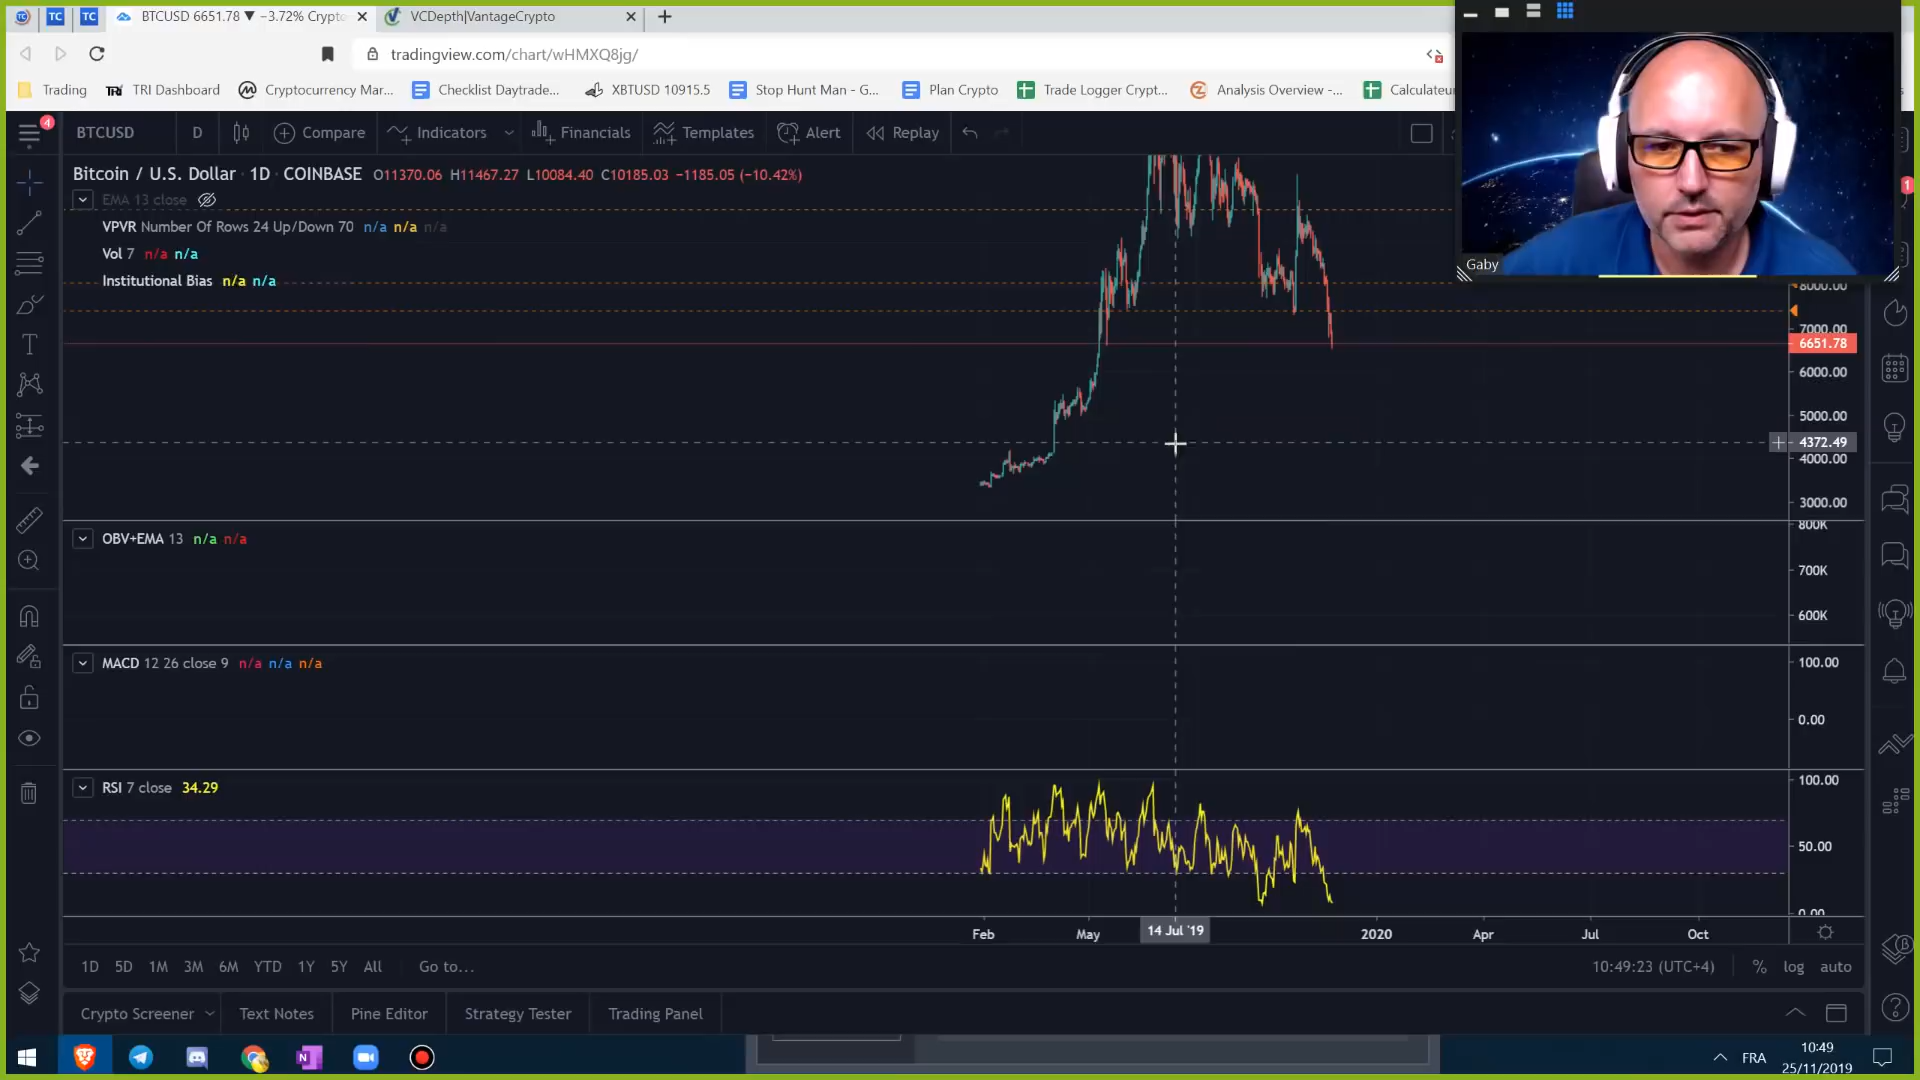 TC TC BTCUSD 6651.78 ▼ −3.72% Crypto VCDepth|VantageCrypto
tradingview.com/chart/wHMXQ8jg/
Trading TRI TRI Dashboard Cryptocurrency Mar... Checklist Daytrade... XBTUSD 10915.5 Stop Hunt Man - G... Plan Crypto Trade Logger Crypt... Analysis Overview -... Calculateu
Gaby
4 BTCUSD D Compare Indicators Financials Templates Alert Replay
Bitcoin / U.S. Dollar · 1D · COINBASE O11370.06 H11467.27 L10084.40 C10185.03 −1185.05 (−10.42%)
1
EMA 13 close
VPVR Number Of Rows 24 Up/Down 70 n/a n/a n/a
Vol 7 n/a n/a
Institutional Bias n/a n/a
8000.00
7000.00
6651.78
6000.00
5000.00
4372.49
4000.00
3000.00
800K
OBV+EMA 13 n/a n/a
700K
600K
MACD 12 26 close 9 n/a n/a n/a
100.00
0.00
RSI 7 close 34.29
100.00
50.00
0.00
Feb May 14 Jul '19 2020 Apr Jul Oct
1D 5D 1M 3M 6M YTD 1Y 5Y All Go to... 10:49:23 (UTC+4) % log auto
Crypto Screener Text Notes Pine Editor Strategy Tester Trading Panel
FRA 10:49
25/11/2019